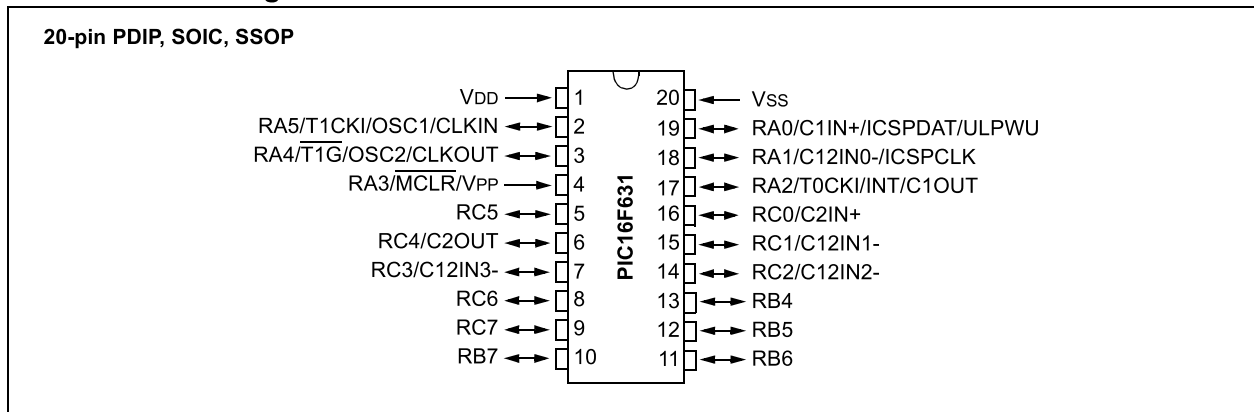 20-pin PDIP, SOIC, SSOP
VDD 1 20 VSS
RA5/T1CKI/OSC1/CLKIN 2 19 RA0/C1IN+/ICSPDAT/ULPWU
RA4/T1G/OSC2/CLKOUT 3 18 RA1/C12IN0-/ICSPCLK
RA3/MCLR/VPP 4 17 RA2/T0CKI/INT/C1OUT
RC5 5 16 RC0/C2IN+
RC4/C2OUT 6 15 RC1/C12IN1-
RC3/C12IN3- 7 14 RC2/C12IN2-
RC6 8 13 RB4
RC7 9 12 RB5
RB7 10 11 RB6
PIC16F631